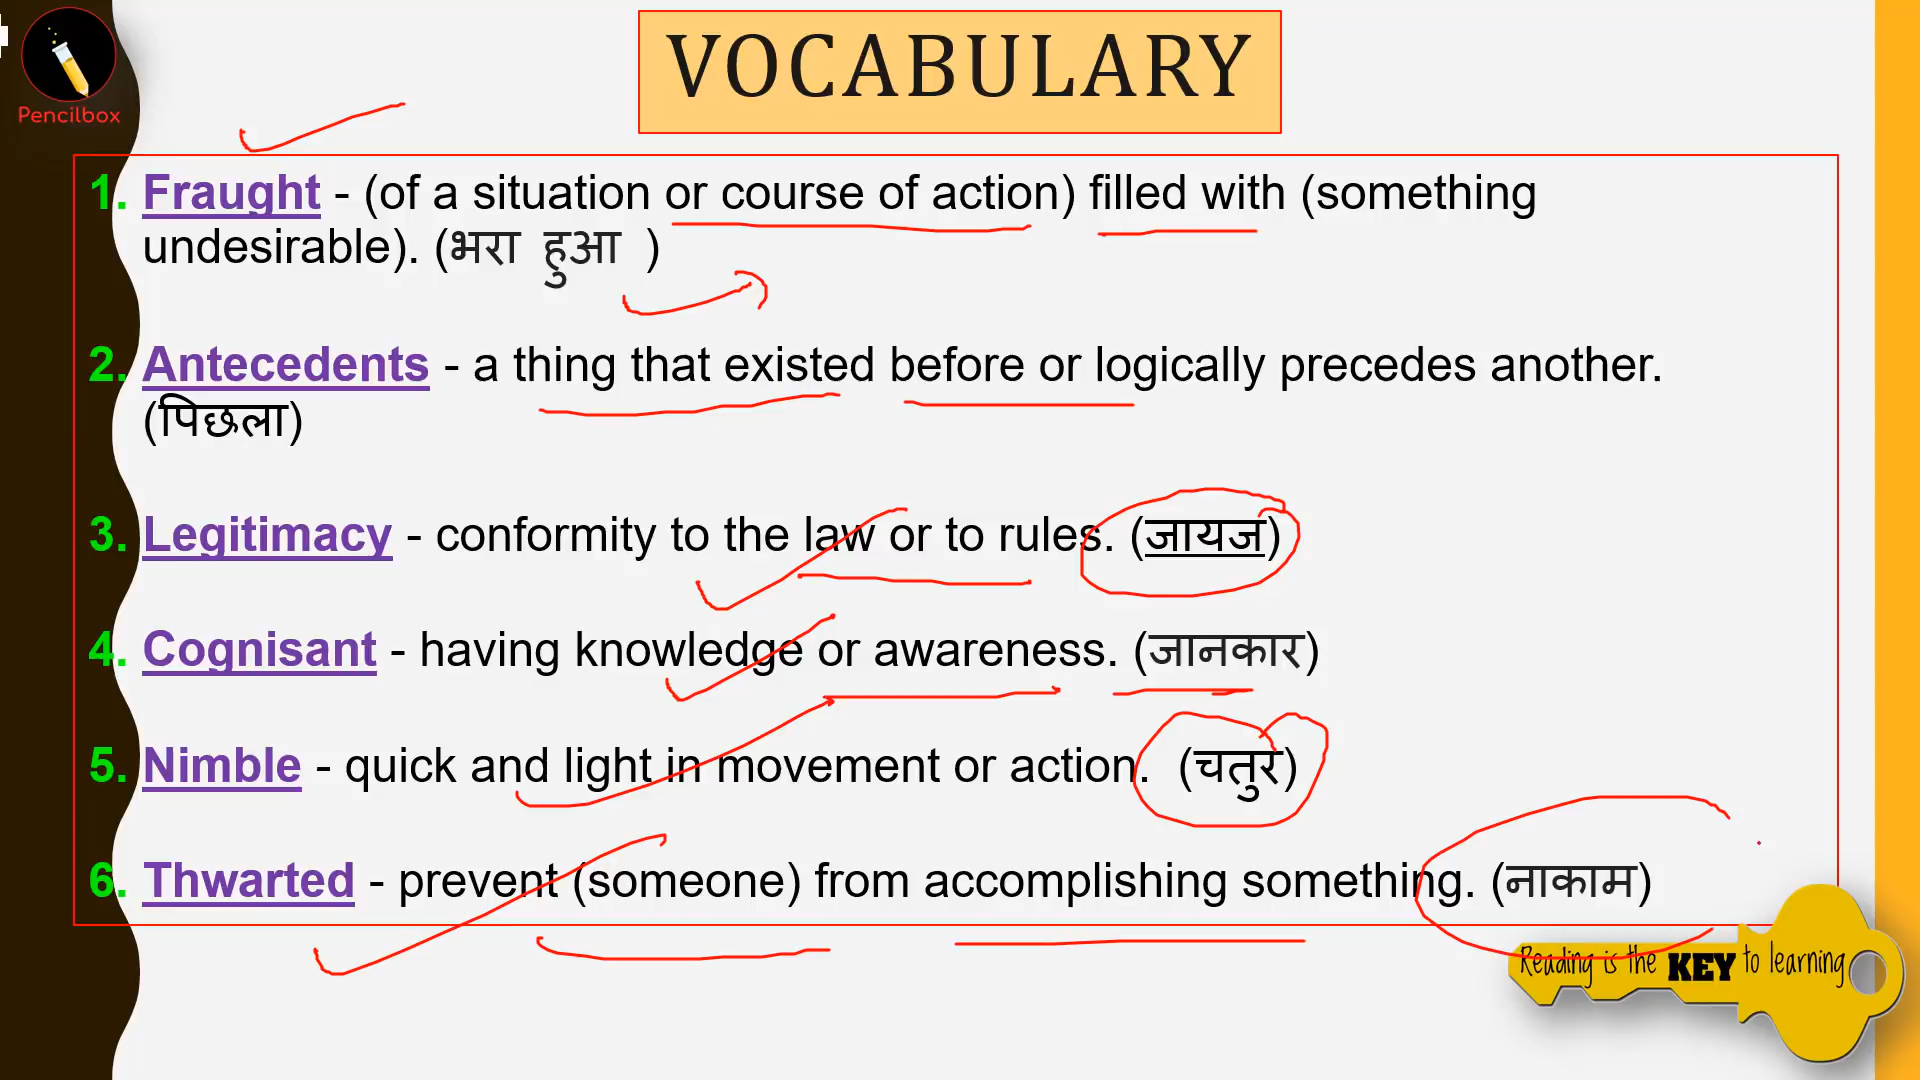 Pencilbox
VOCABULARY
1. Fraught - (of a situation or course of action) filled with (something
undesirable). (भरा हुआ )
2. Antecedents - a thing that existed before or logically precedes another.
(पिछला)
3. Legitimacy - conformity to the law or to rules. (जायज)
4. Cognisant - having knowledge or awareness. (जानकार)
5. Nimble - quick and light in movement or action. (चतुर)
6. Thwarted - prevent (someone) from accomplishing something. (नाकाम)
Reading is the KEY to learning